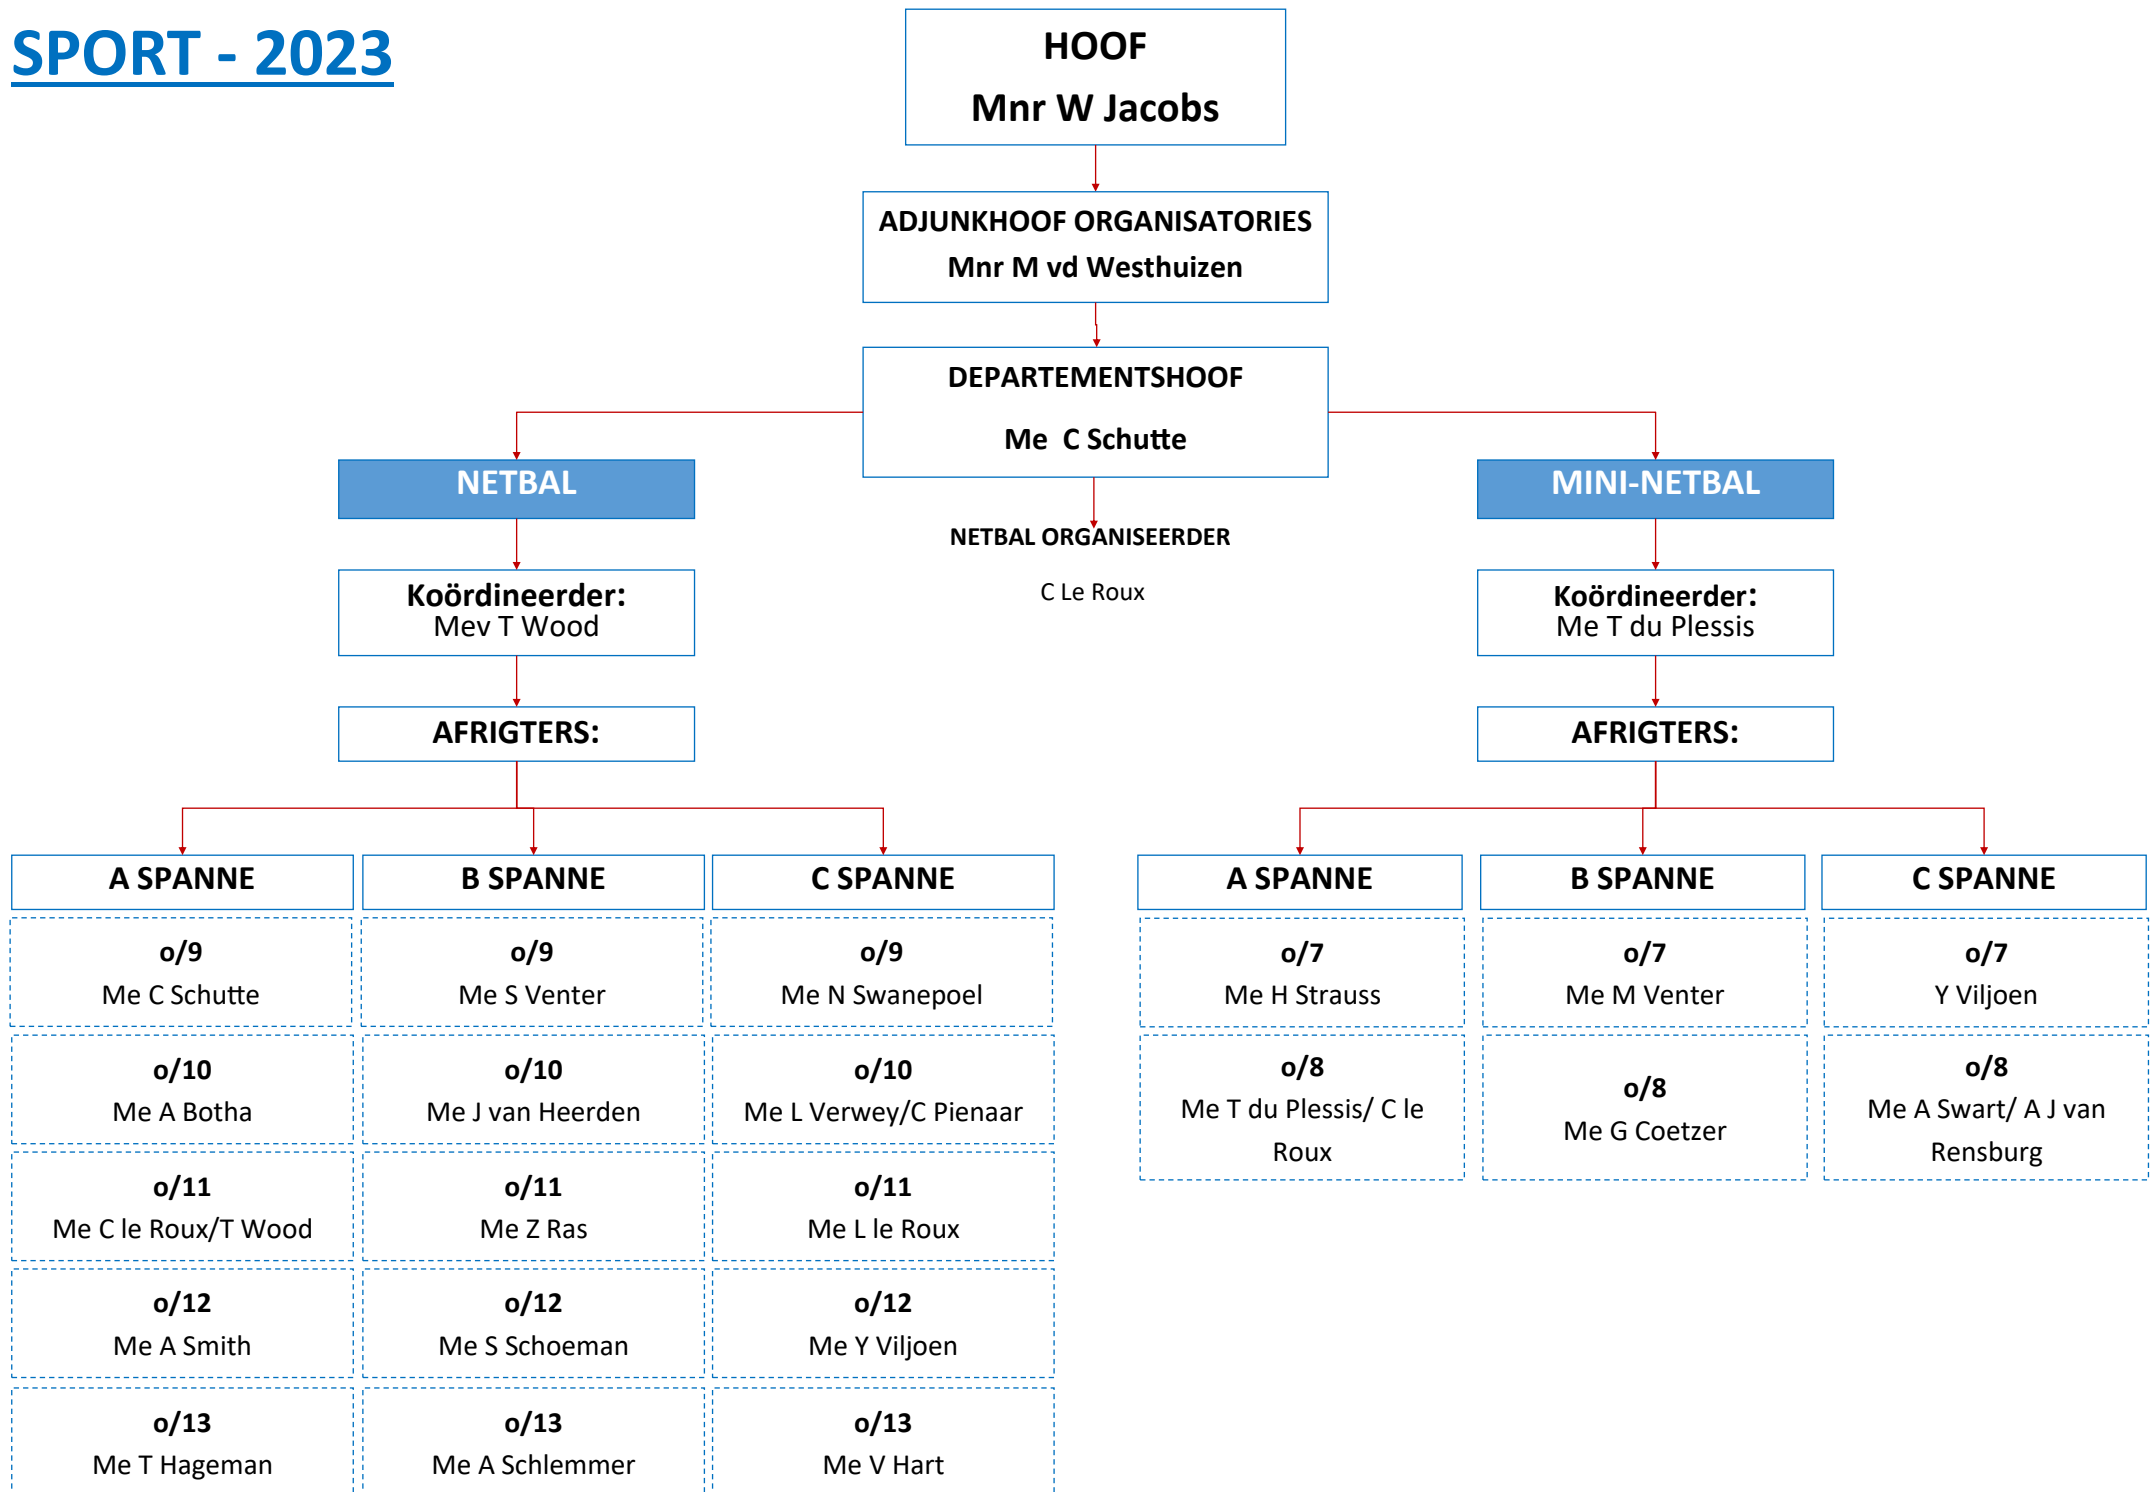 SPORT - 2023
HOOF
Mnr W Jacobs
ADJUNKHOOF ORGANISATORIES
Mnr M vd Westhuizen
DEPARTEMENTSHOOF
Me  C Schutte
NETBAL
MINI-NETBAL
NETBAL ORGANISEERDER
C Le Roux
Koördineerder:
Mev T Wood
Koördineerder:
Me T du Plessis
AFRIGTERS:
AFRIGTERS:
A SPANNE
B SPANNE
C SPANNE
A SPANNE
B SPANNE
C SPANNE
o/9
Me C Schutte
o/9
Me S Venter
o/9
Me N Swanepoel
o/7
Me H Strauss
o/7
Me M Venter
o/7
Y Viljoen
o/10
Me A Botha
o/10
Me J van Heerden
o/10
Me L Verwey/C Pienaar
o/8
Me T du Plessis/ C le
Roux
o/8
Me G Coetzer
o/8
Me A Swart/ A J van
Rensburg
o/11
Me C le Roux/T Wood
o/11
Me Z Ras
o/11
Me L le Roux
o/12
Me A Smith
o/12
Me S Schoeman
o/12
Me Y Viljoen
o/13
Me T Hageman
o/13
Me A Schlemmer
o/13
Me V Hart